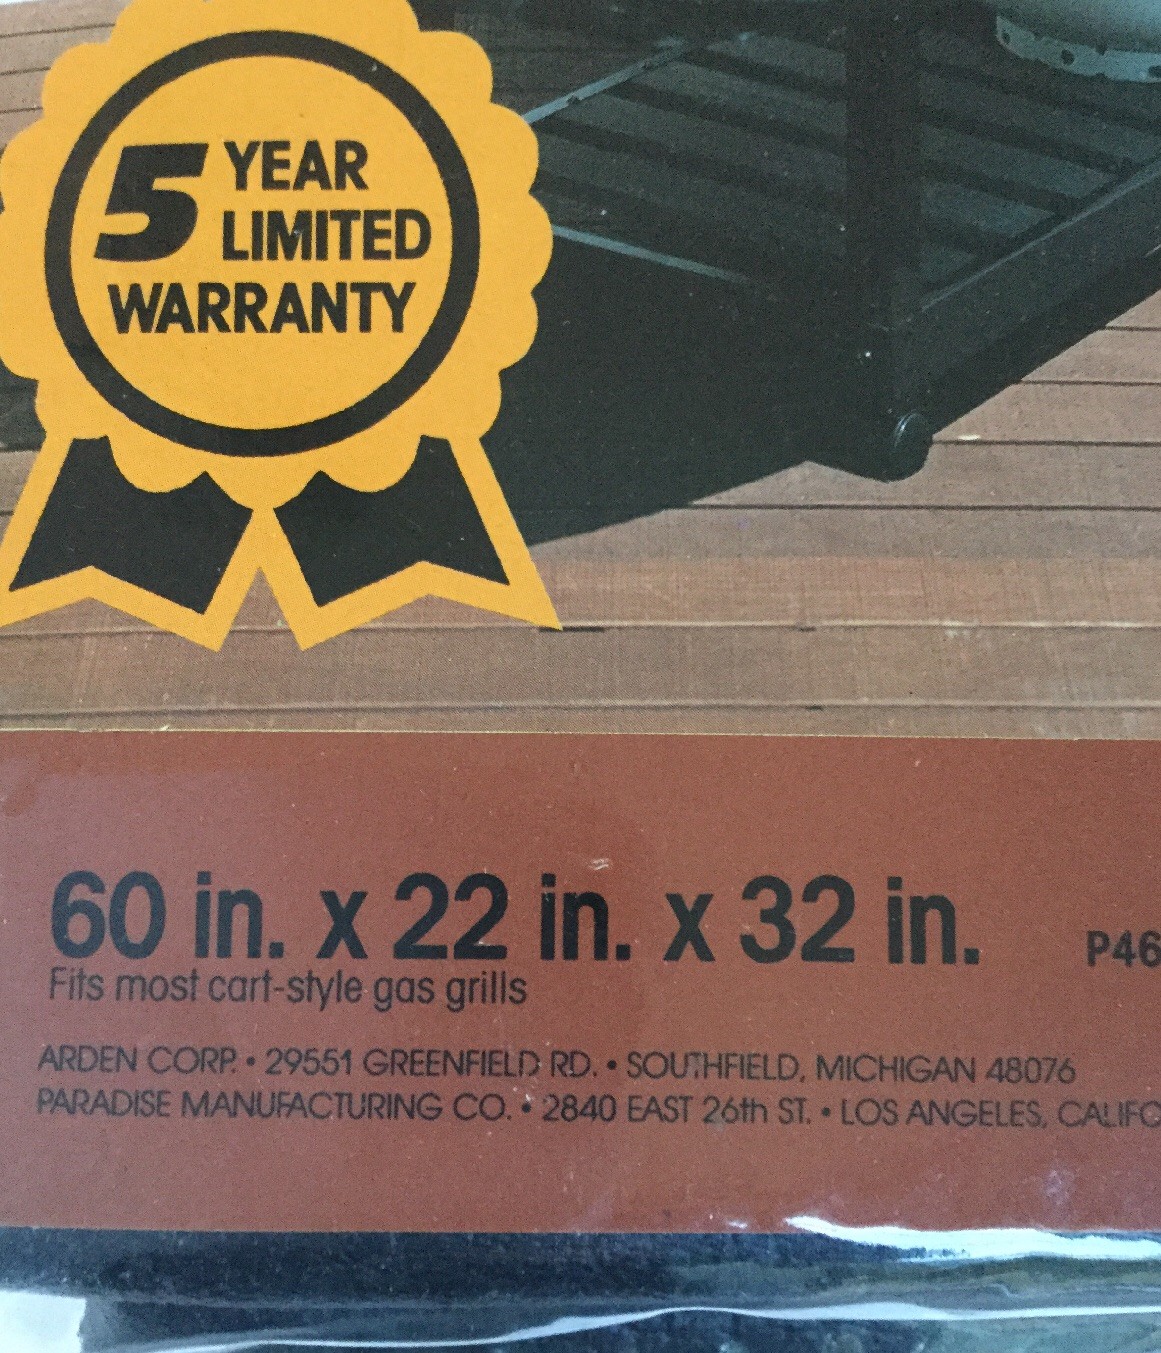 5 YEAR
LIMITED
WARRANTY
60 in. x 22 in. x 32 in. P46
Fits most cart-style gas grills
ARDEN CORP. • 29551 GREENFIELD RD. • SOUTHFIELD, MICHIGAN 48076
PARADISE MANUFACTURING CO. • 2840 EAST 26th ST. • LOS ANGELES, CALIFO